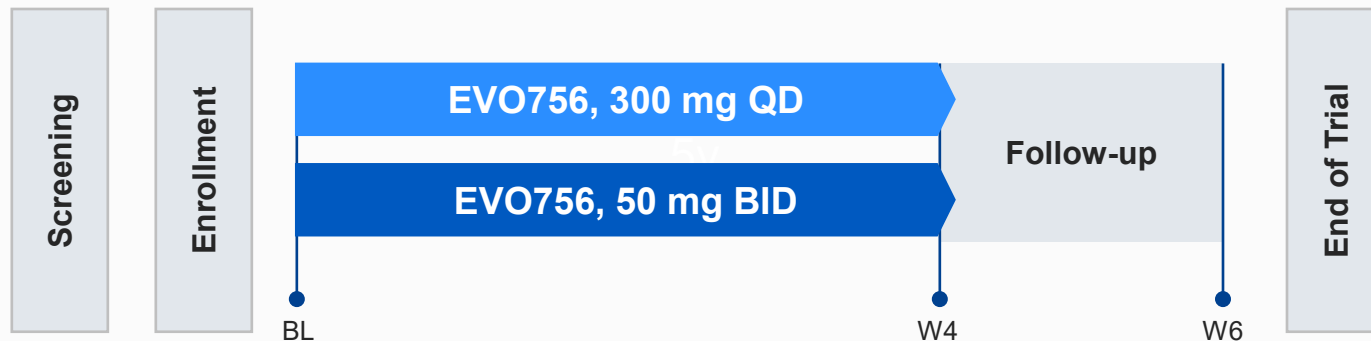 Screening
Enrollment
EVO756, 300 mg QD
EVO756, 50 mg BID
Follow-up
End of Trial
BL
W4
W6